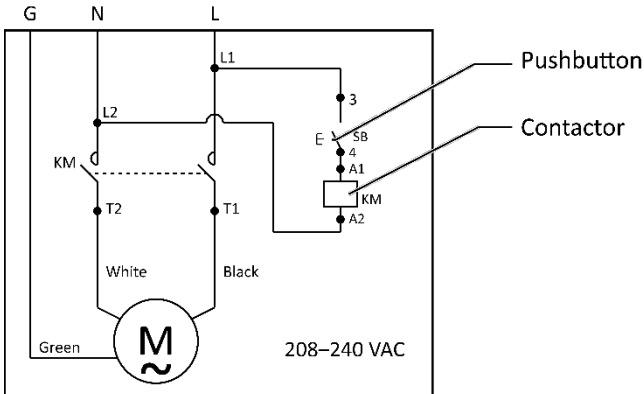 G N L
L1
Pushbutton
3
L2
E SB
Contactor
4
KM
A1
KM
T2 T1 A2
White Black
M
Green
208–240 VAC